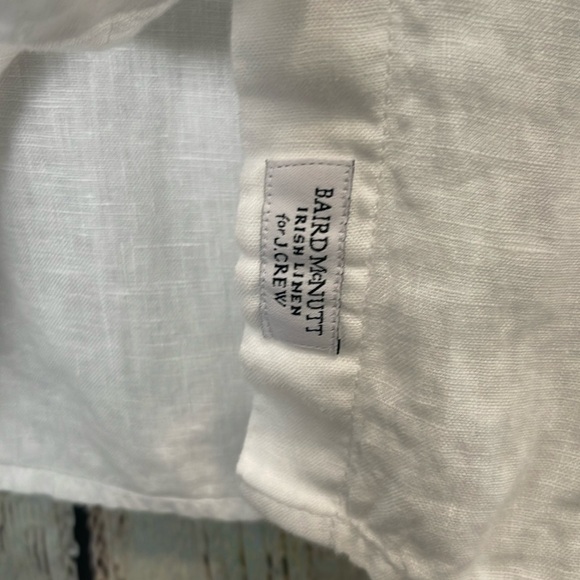 BAIRD McNUTT
IRISH LINEN
for J.CREW